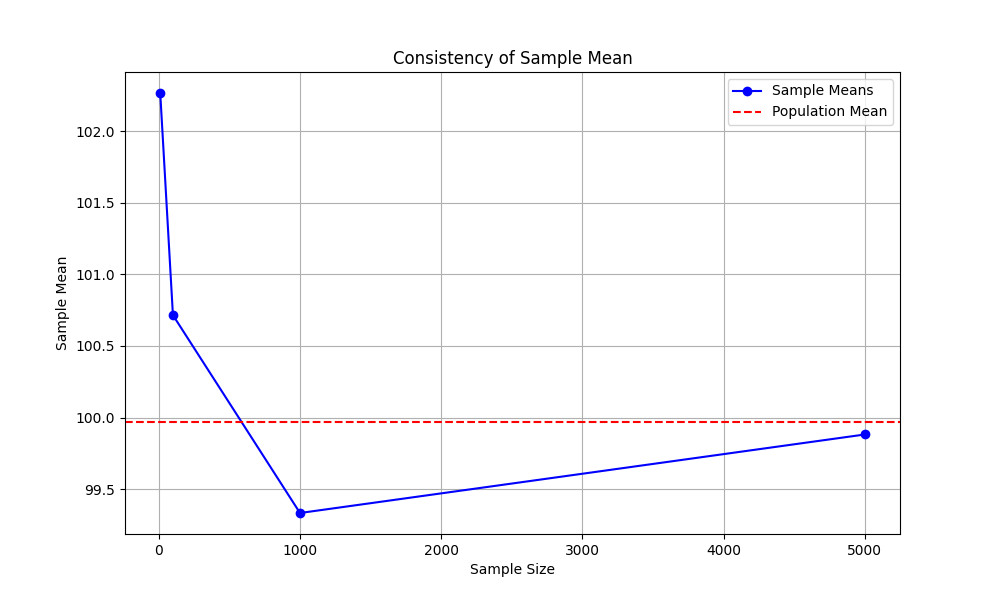 Consistency of Sample Mean
Sample Means
Population Mean
102.0
101.5
101.0
100.5
100.0
99.5
Sample Mean
0 1000 2000 3000 4000 5000
Sample Size